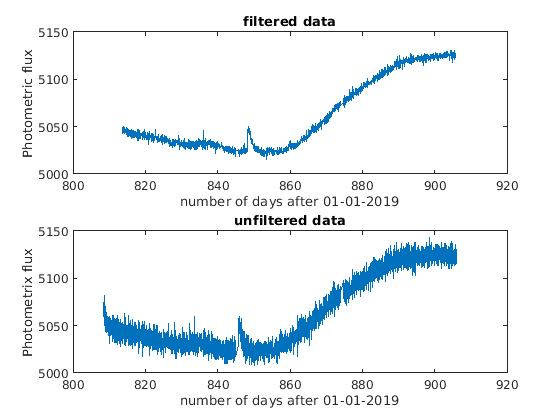 filtered data
Photometric flux
5150
5100
5050
5000
800 820 840 860 880 900 920
number of days after 01-01-2019
unfiltered data
Photometrix flux
5150
5100
5050
5000
800 820 840 860 880 900 920
number of days after 01-01-2019